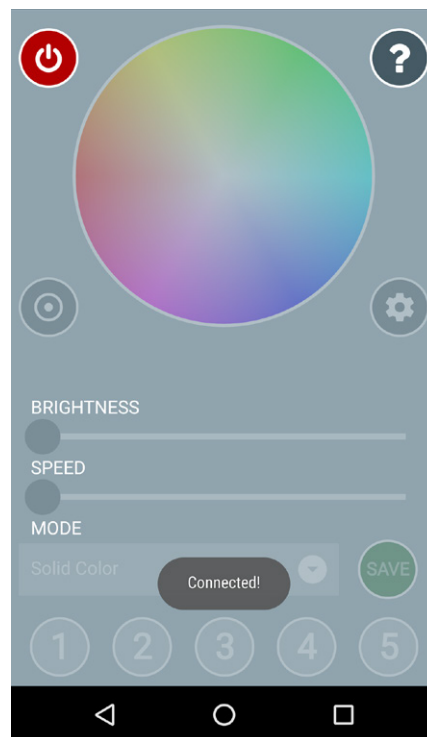 ?
BRIGHTNESS
SPEED
MODE
Solid Color
SAVE
Connected!
1 2 3 4 5